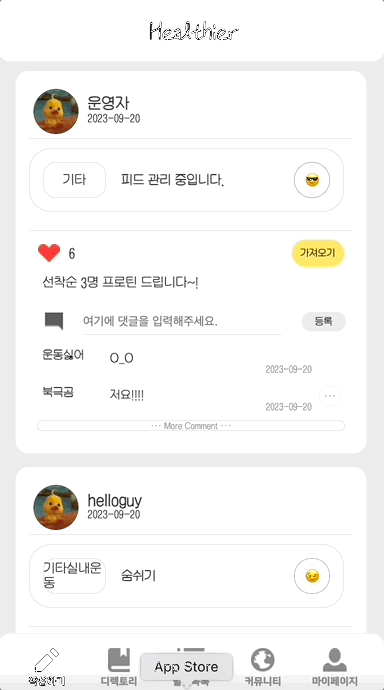 Healthier
운영자
2023-09-20
기타
피드 관리 중입니다.
6
가져오기
선착순 3명 프로틴 드립니다~!
여기에 댓글을 입력해주세요.
등록
운동싫어
O_O
2023-09-20
북극곰
저요!!!!
2023-09-20
··· More Comment ···
helloguy
2023-09-20
기타실내운
동
숨쉬기
App Store
작성하기
디렉토리
커뮤니티
마이페이지